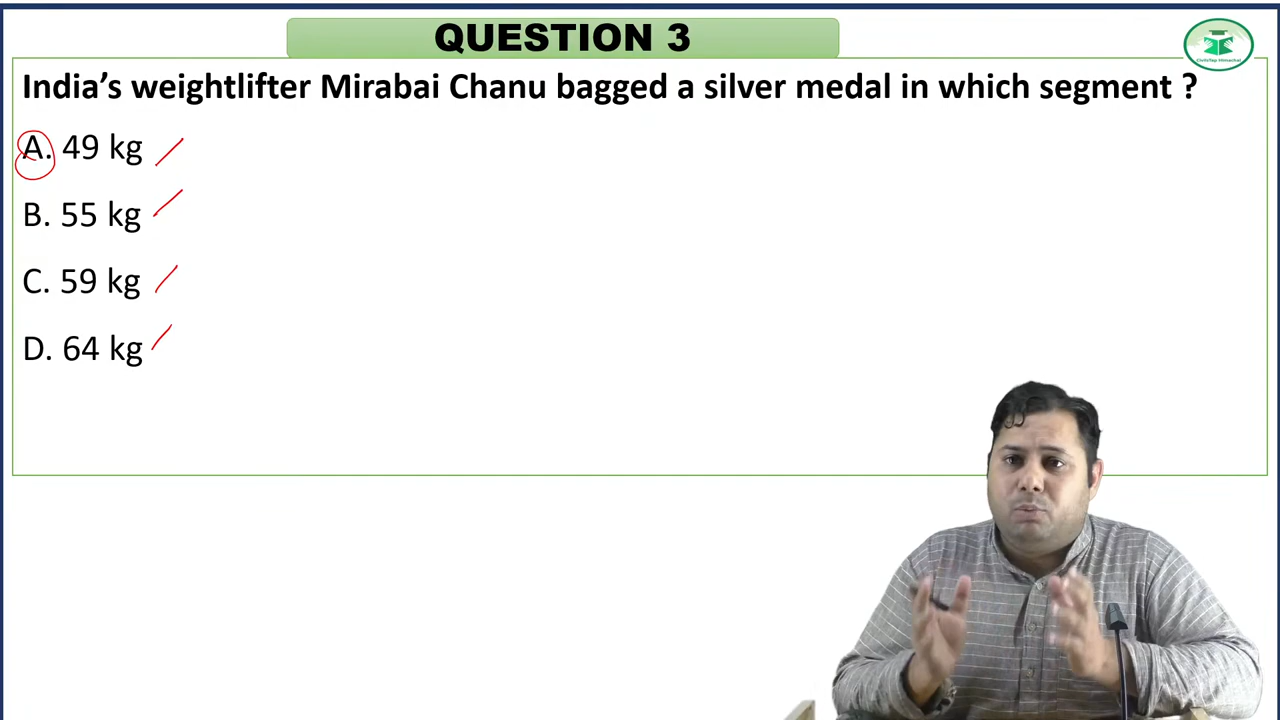 QUESTION 3
India’s weightlifter Mirabai Chanu bagged a silver medal in which segment ?
A. 49 kg
B. 55 kg
C. 59 kg
D. 64 kg